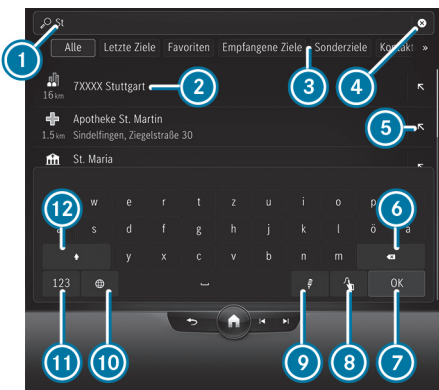 St
Alle Letzte Ziele Favoriten Empfangene Ziele Sonderziele Kontakt »
1 2 3 4
7XXXX Stuttgart
16 km
Apotheke St. Martin
5
1.5 km Sindelfingen, Ziegelstraße 30
St. Maria
12 w e r t z u i o p 6
a s d f g h j k l ö ä
y x c v b n m
123 OK
11 10 9 8 7